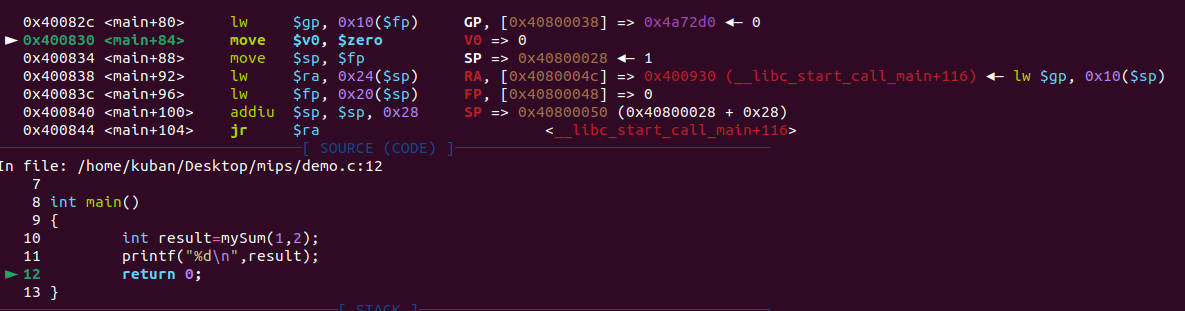 0x40082c <main+80> lw $gp, 0x10($fp) GP, [0x40800038] => 0x4a72d0 ◂— 0
► 0x400830 <main+84> move $v0, $zero V0 => 0
0x400834 <main+88> move $sp, $fp SP => 0x40800028 ◂— 1
0x400838 <main+92> lw $ra, 0x24($sp) RA, [0x4080004c] => 0x400930 (__libc_start_call_main+116) ◂— lw $gp, 0x10($sp)
0x40083c <main+96> lw $fp, 0x20($sp) FP, [0x40800048] => 0
0x400840 <main+100> addiu $sp, $sp, 0x28 SP => 0x40800050 (0x40800028 + 0x28)
0x400844 <main+104> jr $ra <__libc_start_call_main+116>
[ SOURCE (CODE) ]
In file: /home/kuban/Desktop/mips/demo.c:12
7
8 int main()
9 {
10 int result=mySum(1,2);
11 printf("%d\n",result);
► 12 return 0;
13 }
[ STACK ]